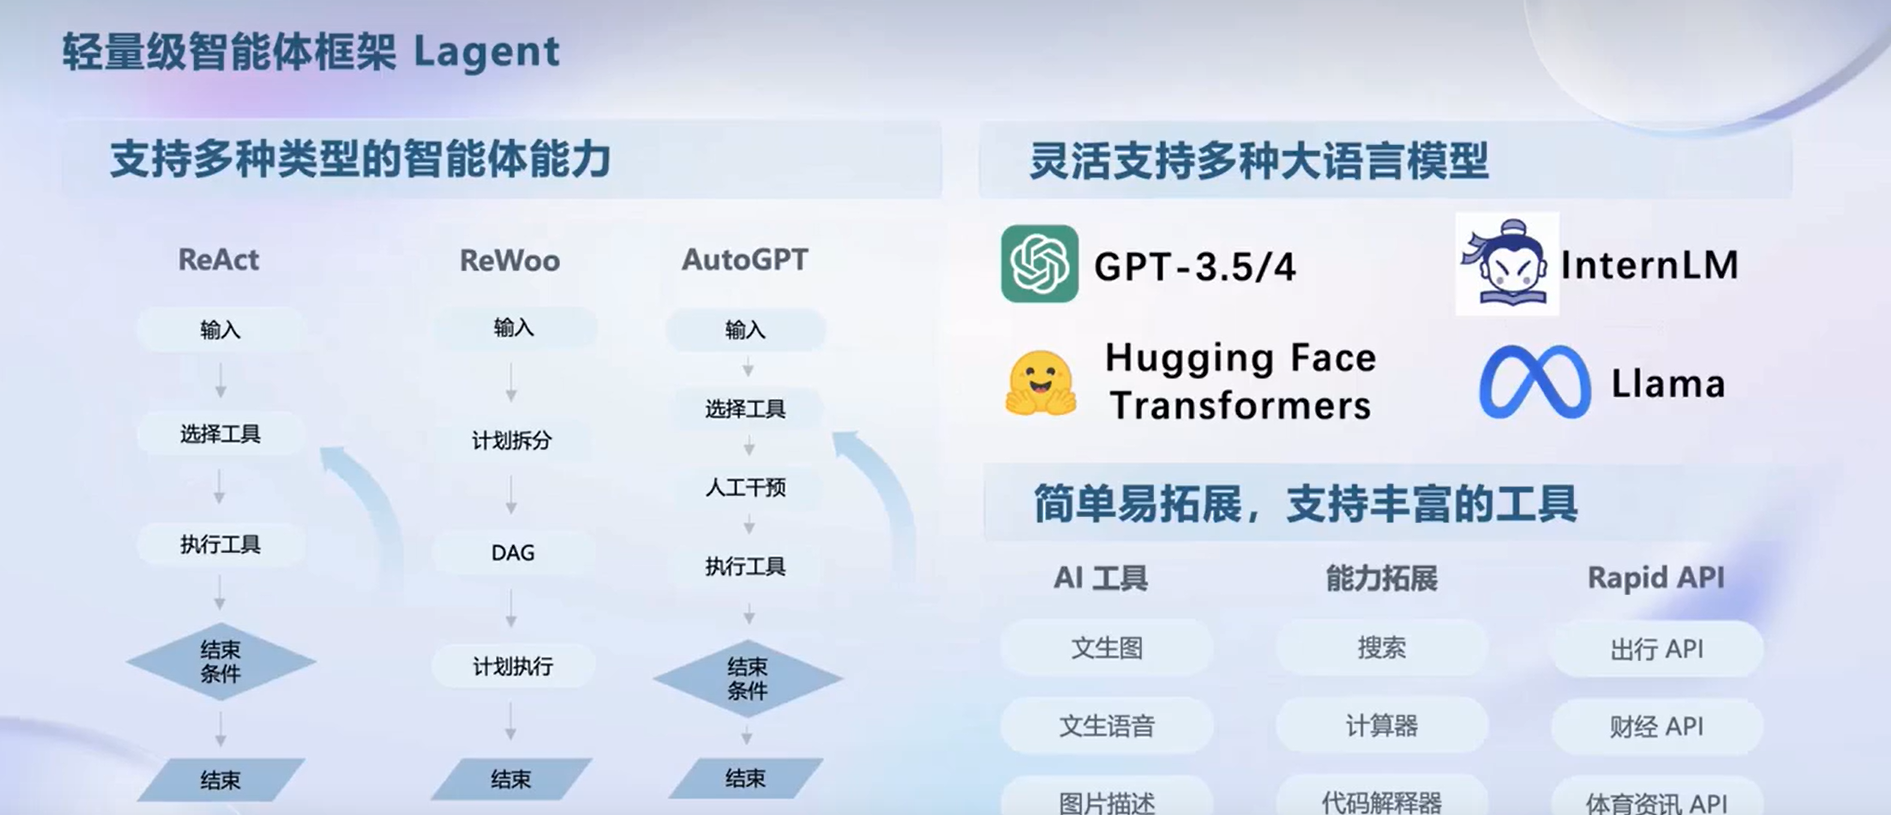 轻量级智能体框架 Lagent
支持多种类型的智能体能力
ReAct
输入
选择工具
执行工具
结束
条件
结束
ReWoo
输入
计划拆分
DAG
计划执行
结束
AutoGPT
输入
选择工具
人工干预
执行工具
结束
条件
结束
灵活支持多种大语言模型
GPT-3.5/4
InternLM
Hugging Face
Transformers
Llama
简单易拓展，支持丰富的工具
AI 工具
文生图
文生语音
图片描述
能力拓展
搜索
计算器
代码解释器
Rapid API
出行 API
财经 API
体育资讯 API